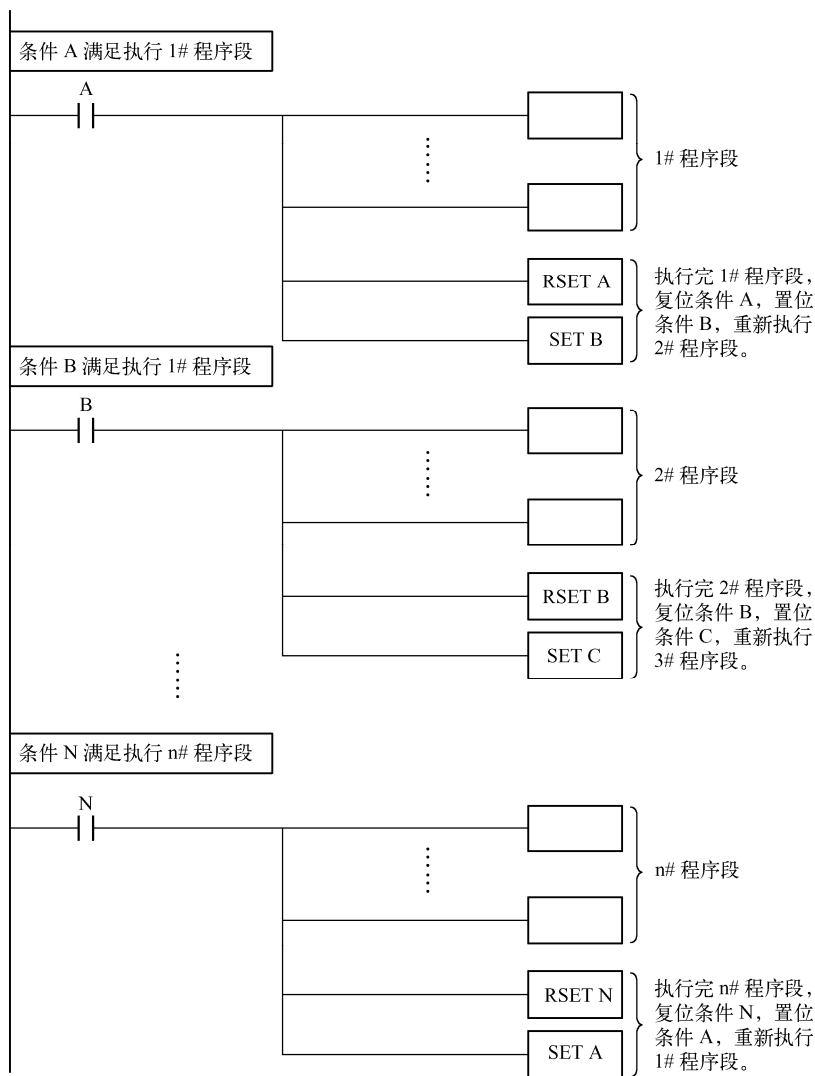 条件 A 满足执行 1# 程序段
A
1# 程序段
RSET A
SET B
执行完 1# 程序段，
复位条件 A，置位
条件 B，重新执行
2# 程序段。
条件 B 满足执行 1# 程序段
B
2# 程序段
RSET B
SET C
执行完 2# 程序段，
复位条件 B，置位
条件 C，重新执行
3# 程序段。
条件 N 满足执行 n# 程序段
N
n# 程序段
RSET N
SET A
执行完 n# 程序段，
复位条件 N，置位
条件 A，重新执行
1# 程序段。